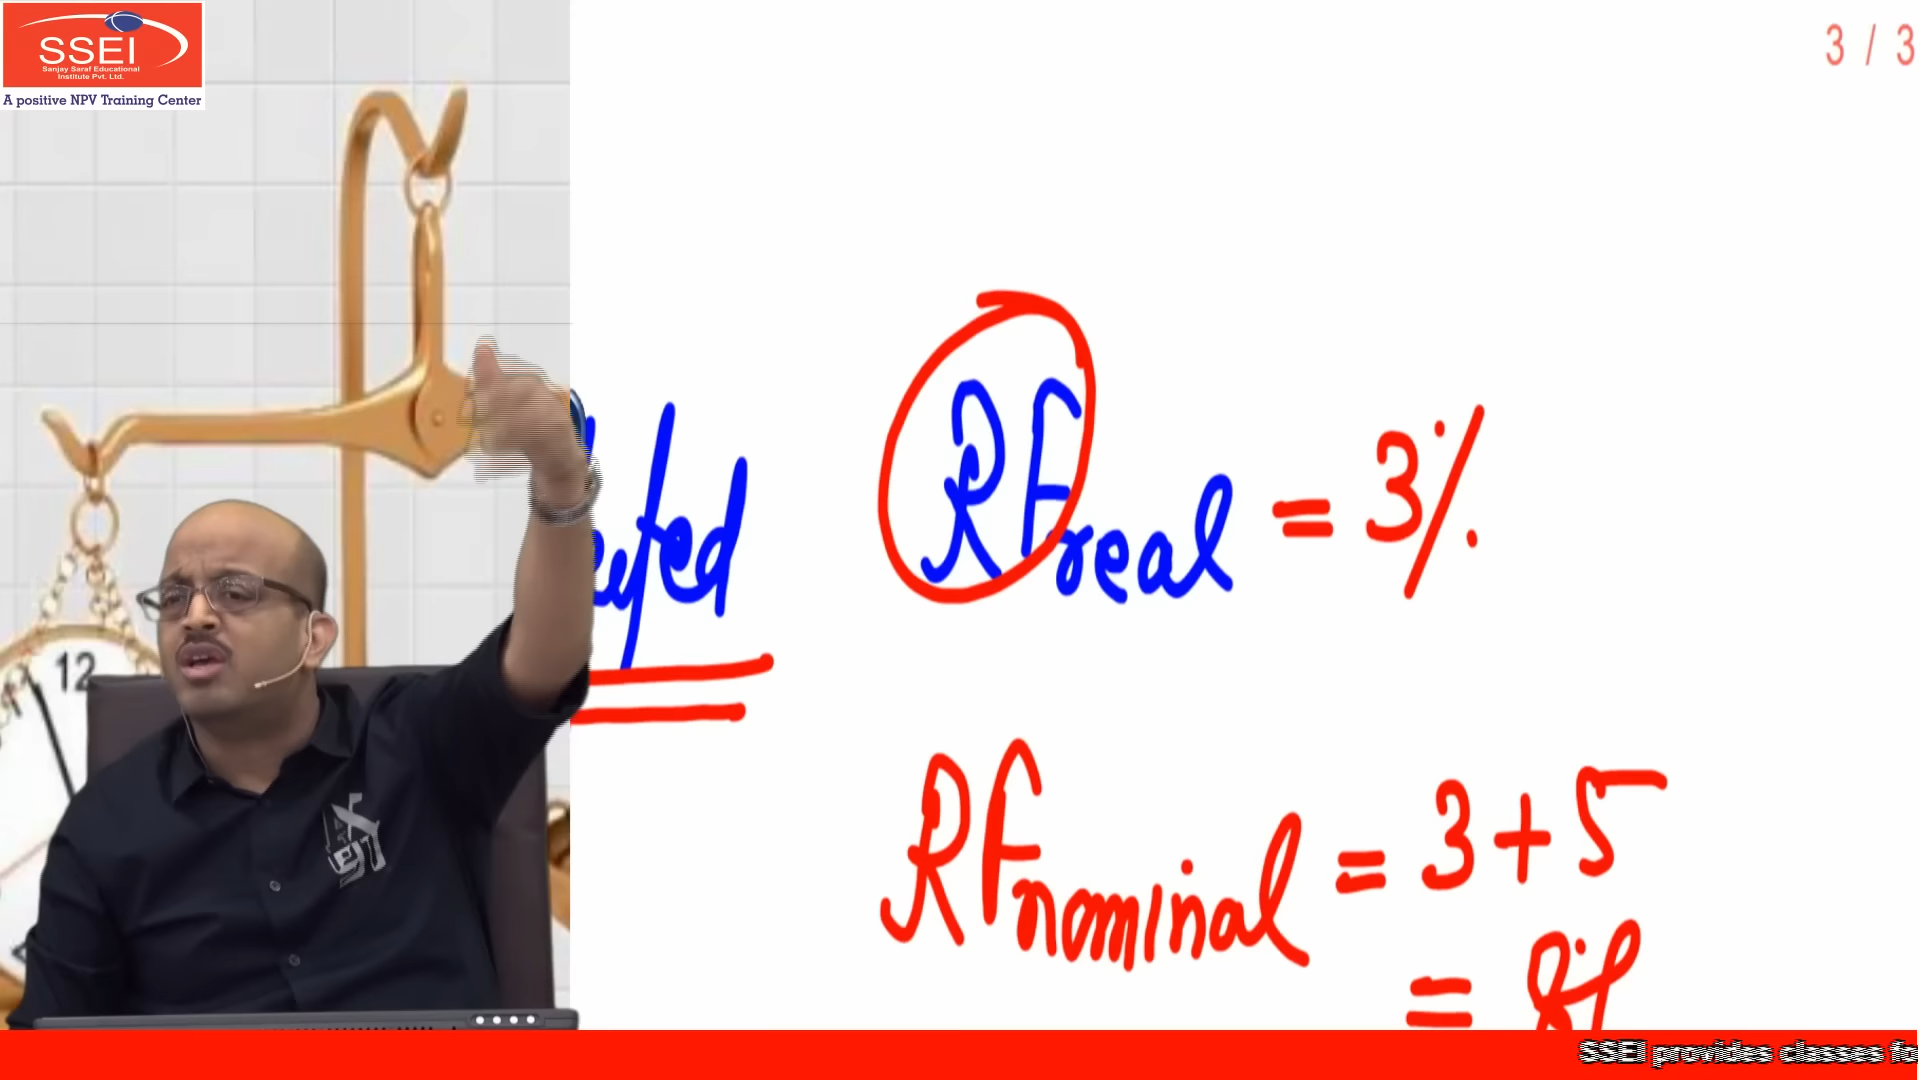 SSEI
Sanjay Saraf Educational
Institute Pvt. Ltd.
A positive NPV Training Center
3 / 3
RF real = 3%
RF nominal = 3 + 5
= 8%
12
SSEI provides classes fo